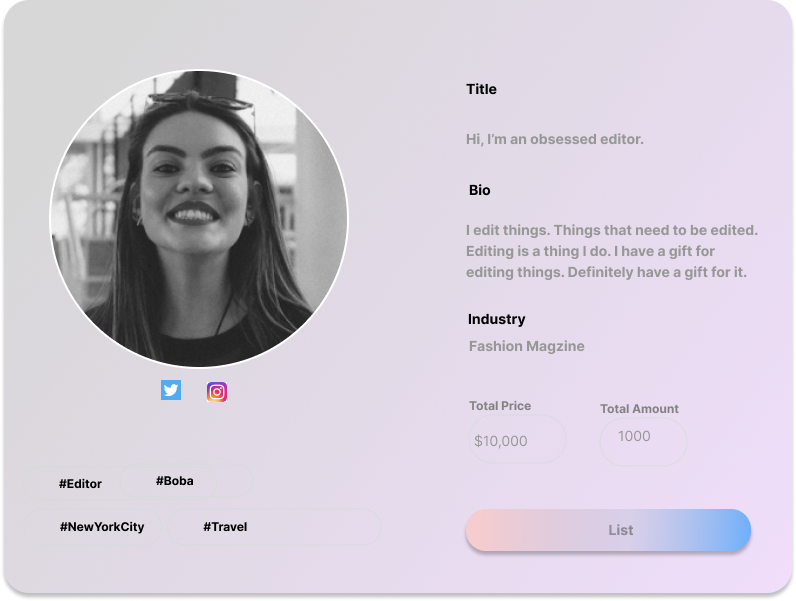 Title
Hi, I'm an obsessed editor.
Bio
I edit things. Things that need to be edited.
Editing is a thing I do. I have a gift for
editing things. Definitely have a gift for it.
Industry
Fashion Magzine
Total Price
Total Amount
$10,000
1000
#Editor
#Boba
#NewYorkCity
#Travel
List